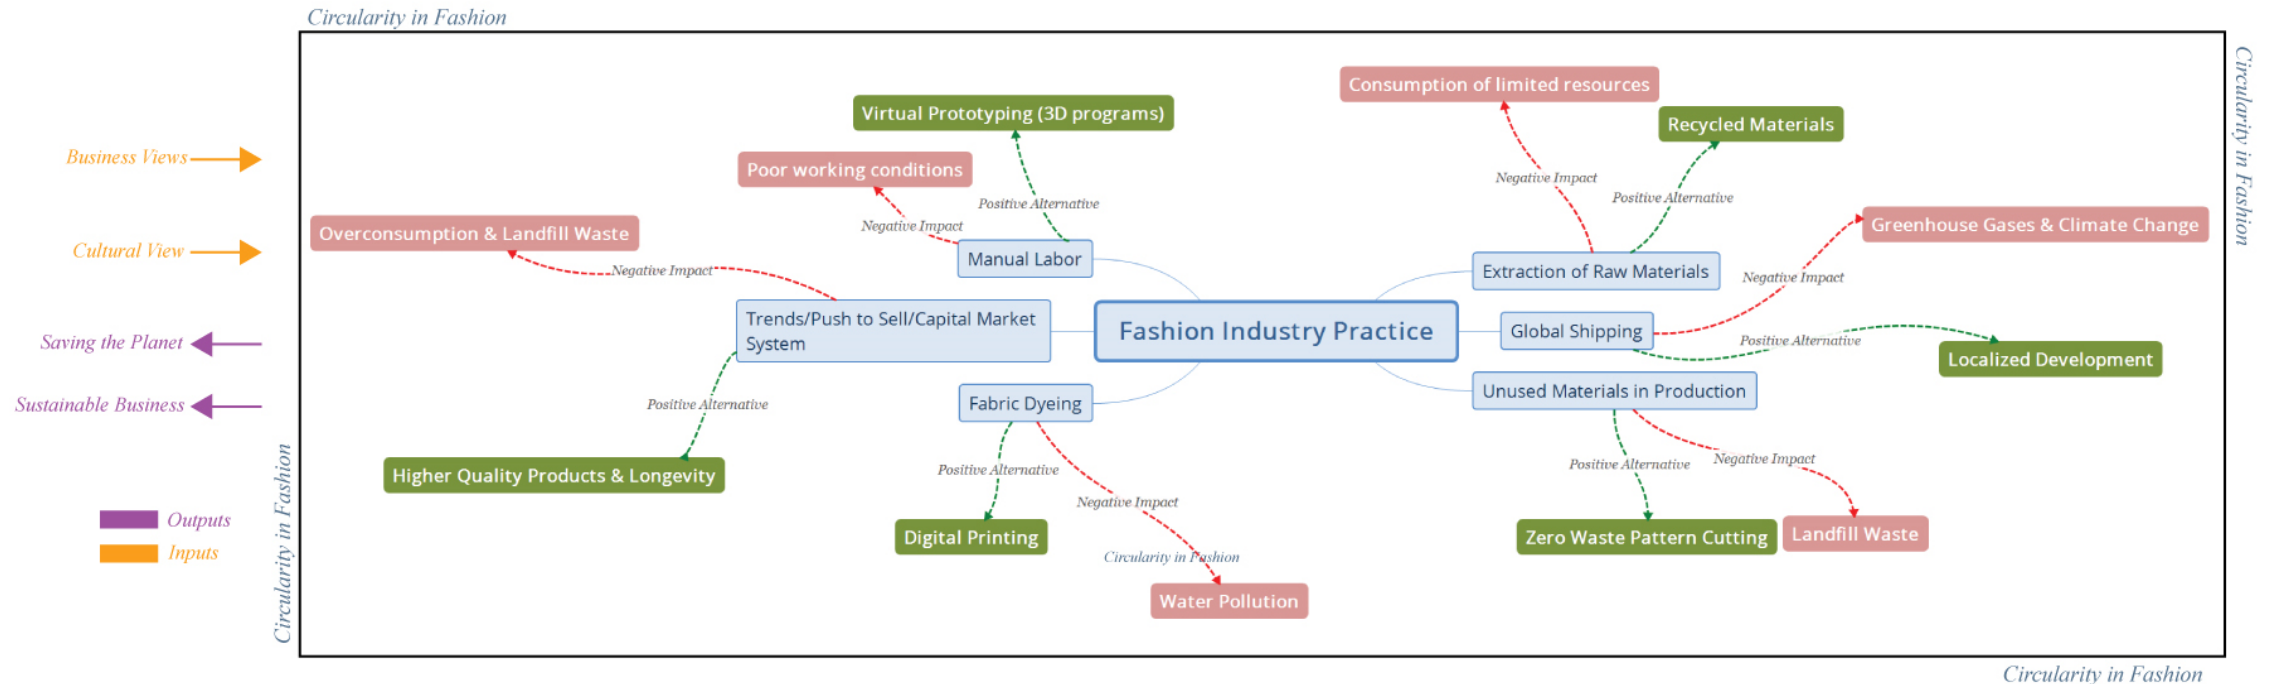 Circularity in Fashion
Circularity in Fashion
Consumption of limited resources
Virtual Prototyping (3D programs)
Recycled Materials
Business Views
Poor working conditions
Negative Impact
Positive Alternative
Positive Alternative
Negative Impact
Overconsumption & Landfill Waste
Greenhouse Gases & Climate Change
Cultural View
Manual Labor
Negative Impact
Extraction of Raw Materials
Negative Impact
Trends/Push to Sell/Capital Market
System
Fashion Industry Practice
Global Shipping
Positive Alternative
Saving the Planet
Localized Development
Unused Materials in Production
Sustainable Business
Positive Alternative
Fabric Dyeing
Higher Quality Products & Longevity
Positive Alternative
Negative Impact
Positive Alternative
Negative Impact
Circularity in Fashion
Outputs
Inputs
Digital Printing
Zero Waste Pattern Cutting
Landfill Waste
Circularity in Fashion
Water Pollution
Circularity in Fashion